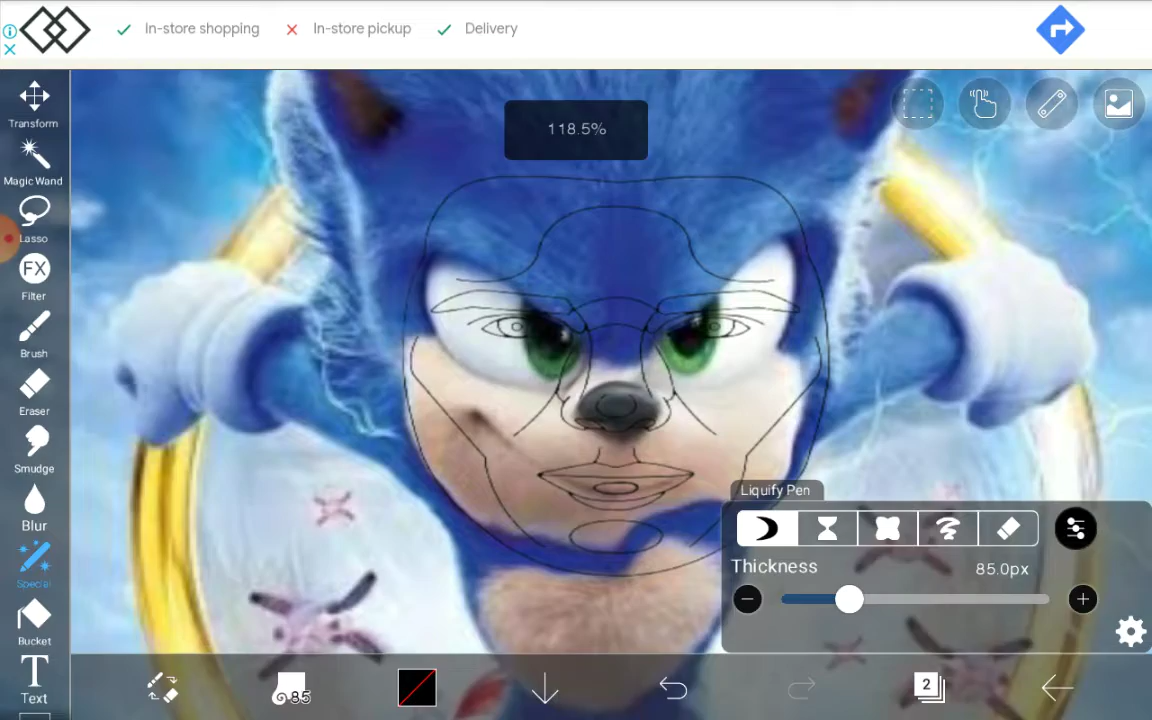 In-store shopping
In-store pickup
Delivery
118.5%
Transform
Magic Wand
Lasso
FX
Filter
Brush
Eraser
Smudge
Blur
Special
Bucket
T
Text
Liquify Pen
Thickness
85.0px
85
2